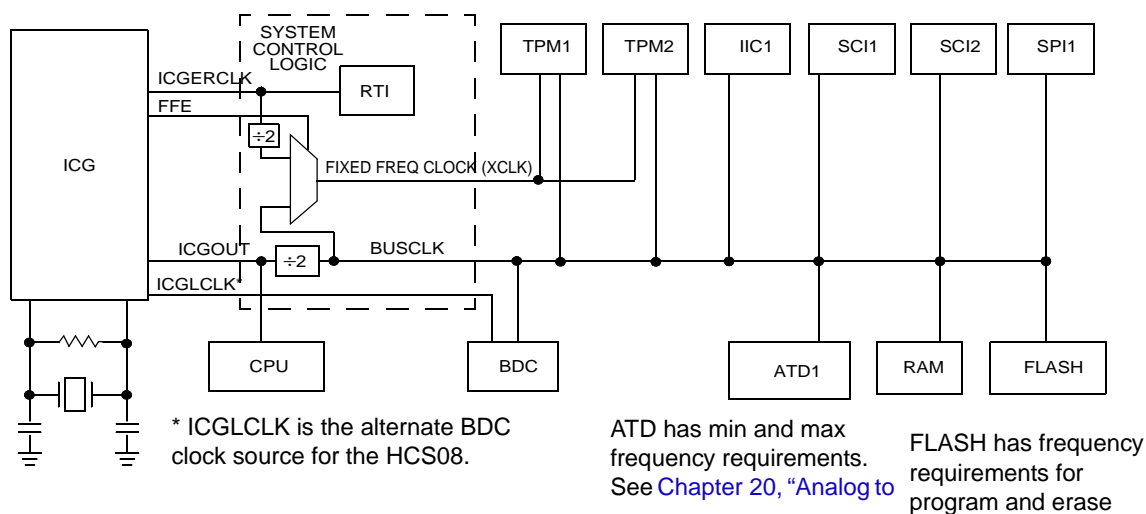 SYSTEM
CONTROL
LOGIC
TPM1
TPM2
IIC1
SCI1
SCI2
SPI1
ICGERCLK
RTI
FFE
÷2
ICG
FIXED FREQ CLOCK (XCLK)
ICGOUT
÷2
BUSCLK
ICGLCLK*
CPU
BDC
ATD1
RAM
FLASH
* ICGLCLK is the alternate BDC
clock source for the HCS08.
ATD has min and max
frequency requirements.
See Chapter 20, “Analog to
FLASH has frequency
requirements for
program and erase